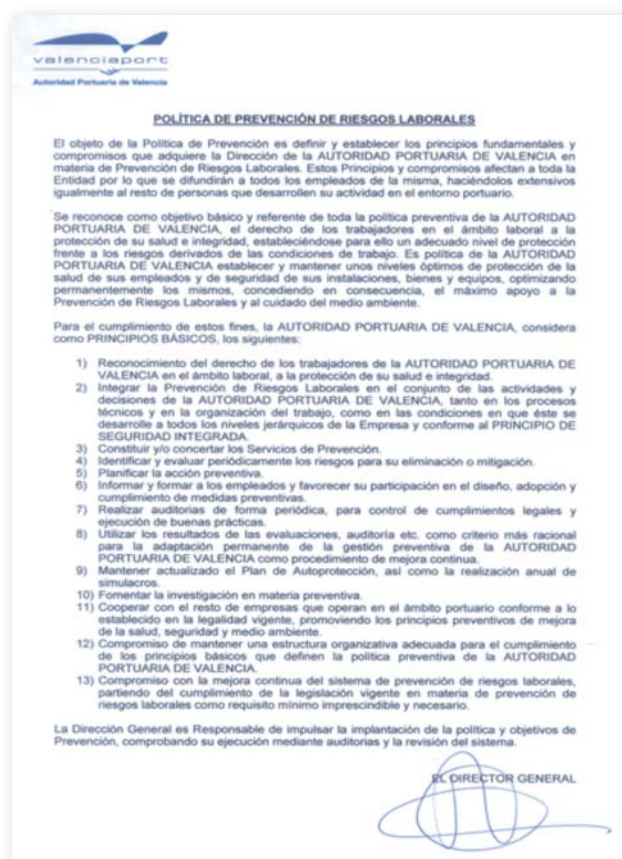 valenciaport
Autoridad Portuaria de Valencia
POLÍTICA DE PREVENCIÓN DE RIESGOS LABORALES
El objeto de la Política de Prevención es definir y establecer los principios fundamentales y
compromisos que adquiere la Dirección de la AUTORIDAD PORTUARIA DE VALENCIA en
materia de Prevención de Riesgos Laborales. Estos Principios y compromisos afectan a toda la
Entidad por lo que se difundirán a todos los empleados de la misma, haciéndolos extensivos
igualmente al resto de personas que desarrollen su actividad en el entorno portuario.
Se reconoce como objetivo básico y referente de toda la política preventiva de la AUTORIDAD
PORTUARIA DE VALENCIA, el derecho de los trabajadores en el ámbito laboral a la
protección de su salud e integridad, estableciéndose para ello un adecuado nivel de protección
frente a los riesgos derivados de las condiciones de trabajo. Es política de la AUTORIDAD
PORTUARIA DE VALENCIA establecer y mantener unos niveles óptimos de protección de la
salud de sus empleados y de seguridad de sus instalaciones, bienes y equipos, optimizando
permanentemente los mismos, concediendo en consecuencia, el máximo apoyo a la
Prevención de Riesgos Laborales y al cuidado del medio ambiente.
Para el cumplimiento de estos fines, la AUTORIDAD PORTUARIA DE VALENCIA, considera
como PRINCIPIOS BÁSICOS, los siguientes:
1) Reconocimiento del derecho de los trabajadores de la AUTORIDAD PORTUARIA DE
VALENCIA en el ámbito laboral, a la protección de su salud e integridad.
2) Integrar la Prevención de Riesgos Laborales en el conjunto de las actividades y
decisiones de la AUTORIDAD PORTUARIA DE VALENCIA, tanto en los procesos
técnicos y en la organización del trabajo, como en las condiciones en que éste se
desarrolle a todos los niveles jerárquicos de la Empresa y conforme al PRINCIPIO DE
SEGURIDAD INTEGRADA.
3) Constituir y/o concertar los Servicios de Prevención.
4) Identificar y evaluar periódicamente los riesgos para su eliminación o mitigación.
5) Planificar la acción preventiva.
6) Informar y formar a los empleados y favorecer su participación en el diseño, adopción y
cumplimiento de medidas preventivas.
7) Realizar auditorias de forma periódica, para control de cumplimientos legales y
ejecución de buenas prácticas.
8) Utilizar los resultados de las evaluaciones, auditoría etc. como criterio más racional
para la adaptación permanente de la gestión preventiva de la AUTORIDAD
PORTUARIA DE VALENCIA como procedimiento de mejora continua.
9) Mantener actualizado el Plan de Autoprotección, así como la realización anual de
simulacros.
10) Fomentar la investigación en materia preventiva.
11) Cooperar con el resto de empresas que operan en el ámbito portuario conforme a lo
establecido en la legalidad vigente, promoviendo los principios preventivos de mejora
de la salud, seguridad y medio ambiente.
12) Compromiso de mantener una estructura organizativa adecuada para el cumplimiento
de los principios básicos que definen la política preventiva de la AUTORIDAD
PORTUARIA DE VALENCIA.
13) Compromiso con la mejora continua del sistema de prevención de riesgos laborales,
partiendo del cumplimiento de la legislación vigente en materia de prevención de
riesgos laborales como requisito mínimo imprescindible y necesario.
La Dirección General es Responsable de impulsar la implantación de la política y objetivos de
Prevención, comprobando su ejecución mediante auditorias y la revisión del sistema.
EL DIRECTOR GENERAL